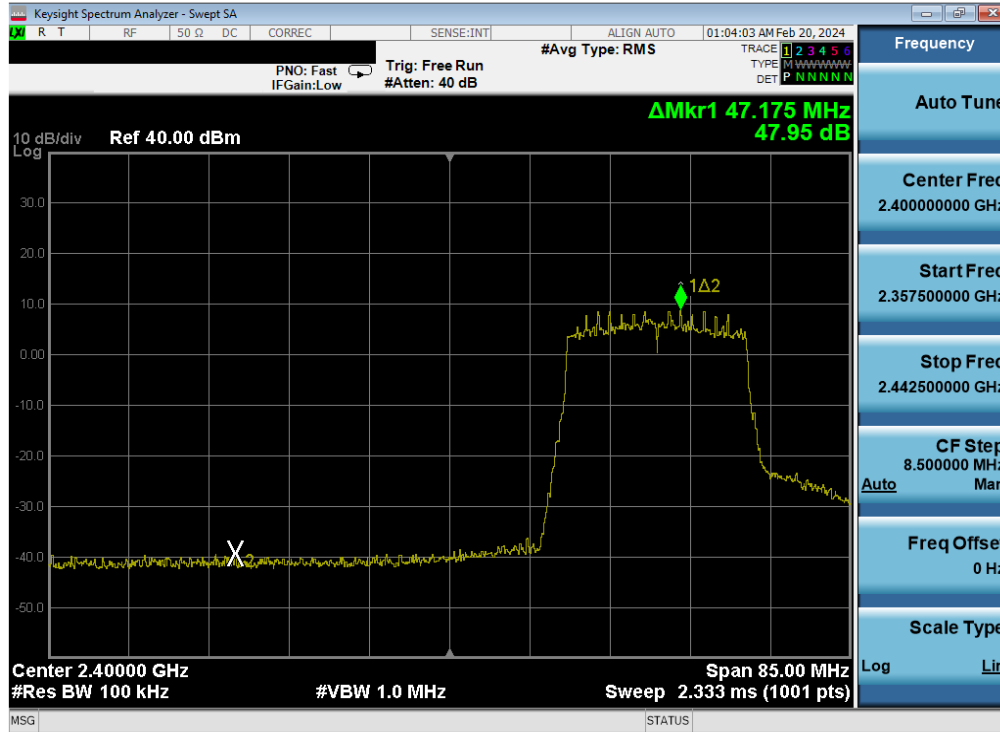 Keysight Spectrum Analyzer - Swept SA
LXI R T RF 50 Ω DC CORREC SENSE:INT ALIGN AUTO 01:04:03 AM Feb 20, 2024
PNO: Fast
IFGain:Low
Trig: Free Run
#Atten: 40 dB
#Avg Type: RMS
TRACE 1 2 3 4 5 6
TYPE M WWWWW
DET P N N N N N
ΔMkr1 47.175 MHz
47.95 dB
10 dB/div
Log
Ref 40.00 dBm
30.0
20.0
10.0
0.00
-10.0
-20.0
-30.0
-40.0
-50.0
1Δ2
X2
Center 2.40000 GHz
#Res BW 100 kHz
#VBW 1.0 MHz
Span 85.00 MHz
Sweep 2.333 ms (1001 pts)
MSG
STATUS
Frequency
Auto Tune
Center Freq
2.400000000 GHz
Start Freq
2.357500000 GHz
Stop Freq
2.442500000 GHz
CF Step
8.500000 MHz
Auto Man
Freq Offset
0 Hz
Scale Type
Log Lin